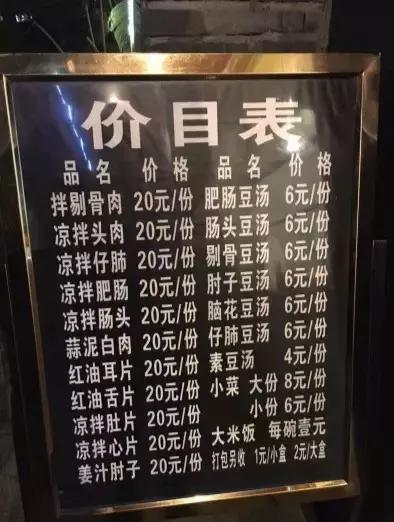 价目表
品名 价格 品名 价格
拌剔骨肉 20元/份 肥肠豆汤 6元/份
凉拌头肉 20元/份 肠头豆汤 6元/份
凉拌仔肺 20元/份 剔骨豆汤 6元/份
凉拌肥肠 20元/份 肘子豆汤 6元/份
凉拌肠头 20元/份 脑花豆汤 6元/份
蒜泥白肉 20元/份 仔肺豆汤 6元/份
红油耳片 20元/份 素豆汤 4元/份
红油舌片 20元/份 小菜 大份 8元/份
凉拌肚片 20元/份 小份 6元/份
凉拌心片 20元/份 大米饭 每碗壹元
姜汁肘子 20元/份 打包另收 1元/小盒 2元/大盒